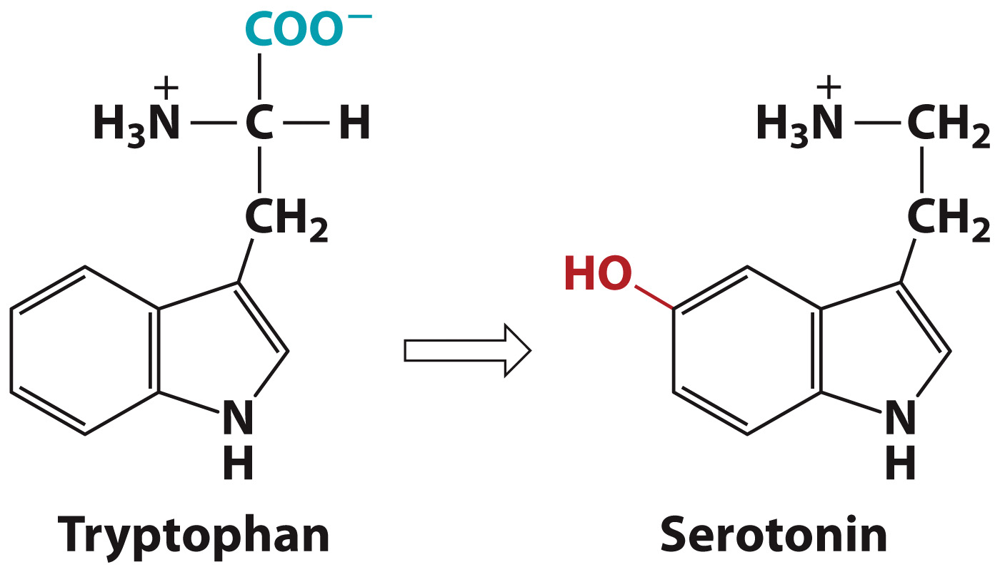 COO⁻
+
H₃N—C—H
CH₂
N
H
Tryptophan
+
H₃N—CH₂
CH₂
HO
N
H
Serotonin